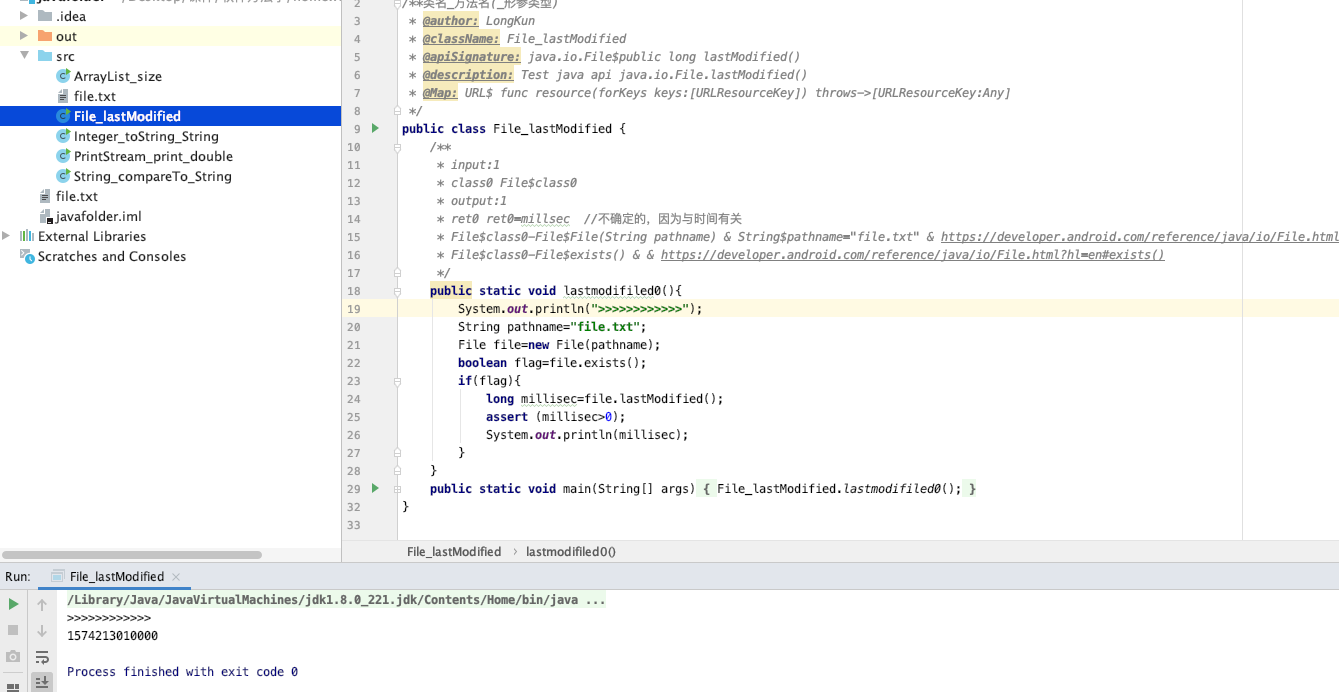 .idea
out
src
ArrayList_size
file.txt
File_lastModified
Integer_toString_String
PrintStream_print_double
String_compareTo_String
file.txt
javafolder.iml
External Libraries
Scratches and Consoles
2 /**类名_方法名(_形参类型)
3 * @author: LongKun
4 * @className: File_lastModified
5 * @apiSignature: java.io.File$public long lastModified()
6 * @description: Test java api java.io.File.lastModified()
7 * @Map: URL$ func resource(forKeys keys:[URLResourceKey]) throws->[URLResourceKey:Any]
8 */
9 public class File_lastModified {
10 /**
11 * input:1
12 * class0 File$class0
13 * output:1
14 * ret0 ret0=millsec //不确定的，因为与时间有关
15 * File$class0-File$File(String pathname) & String$pathname="file.txt" & https://developer.android.com/reference/java/io/File.html
16 * File$class0-File$exists() & & https://developer.android.com/reference/java/io/File.html?hl=en#exists()
17 */
18 public static void lastmodifiled0(){
19 System.out.println(">>>>>>>>>>>>");
20 String pathname="file.txt";
21 File file=new File(pathname);
22 boolean flag=file.exists();
23 if(flag){
24 long millisec=file.lastModified();
25 assert (millisec>0);
26 System.out.println(millisec);
27 }
28 }
29 public static void main(String[] args) { File_lastModified.lastmodifiled0(); }
32 }
33
File_lastModified › lastmodifiled0()
Run: File_lastModified ×
/Library/Java/JavaVirtualMachines/jdk1.8.0_221.jdk/Contents/Home/bin/java ...
>>>>>>>>>>>>
1574213010000
Process finished with exit code 0